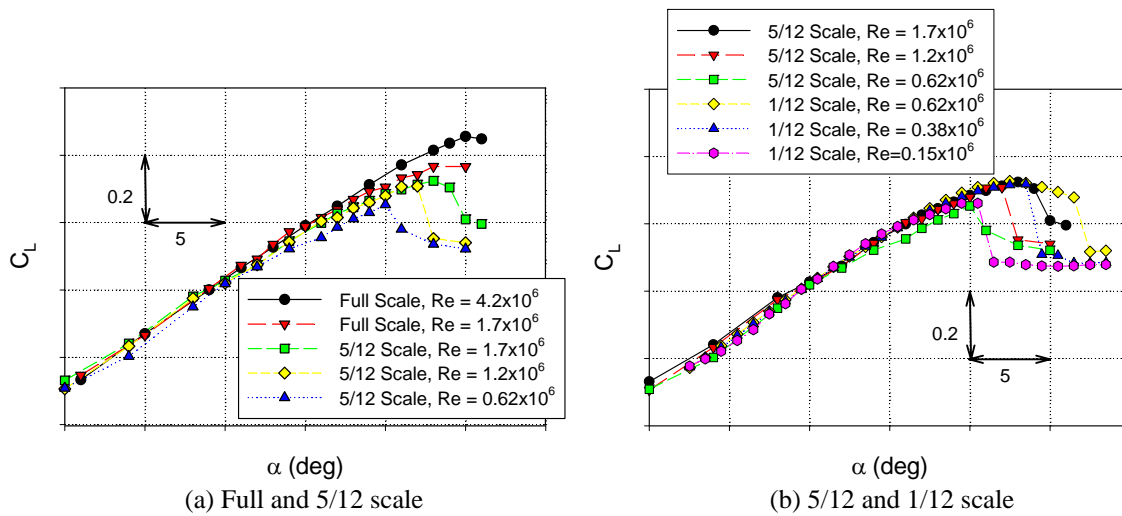 C_L
0.2
5
Full Scale, Re = 4.2x10^6
Full Scale, Re = 1.7x10^6
5/12 Scale, Re = 1.7x10^6
5/12 Scale, Re = 1.2x10^6
5/12 Scale, Re = 0.62x10^6
α (deg)
(a) Full and 5/12 scale
5/12 Scale, Re = 1.7x10^6
5/12 Scale, Re = 1.2x10^6
5/12 Scale, Re = 0.62x10^6
1/12 Scale, Re = 0.62x10^6
1/12 Scale, Re = 0.38x10^6
1/12 Scale, Re=0.15x10^6
C_L
0.2
5
α (deg)
(b) 5/12 and 1/12 scale